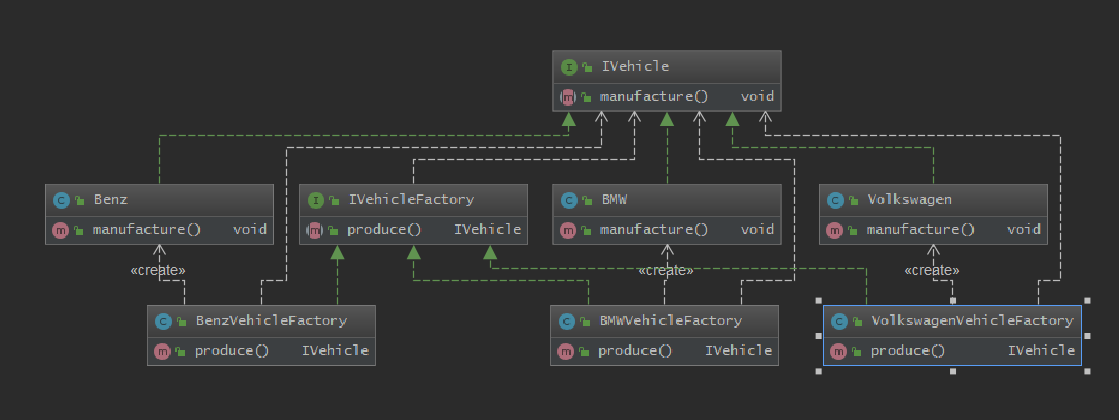 IVehicle
manufacture() void
Benz
manufacture() void
IVehicleFactory
produce() IVehicle
BMW
manufacture() void
Volkswagen
manufacture() void
«create»
«create»
«create»
BenzVehicleFactory
produce() IVehicle
BMWVehicleFactory
produce() IVehicle
VolkswagenVehicleFactory
produce() IVehicle